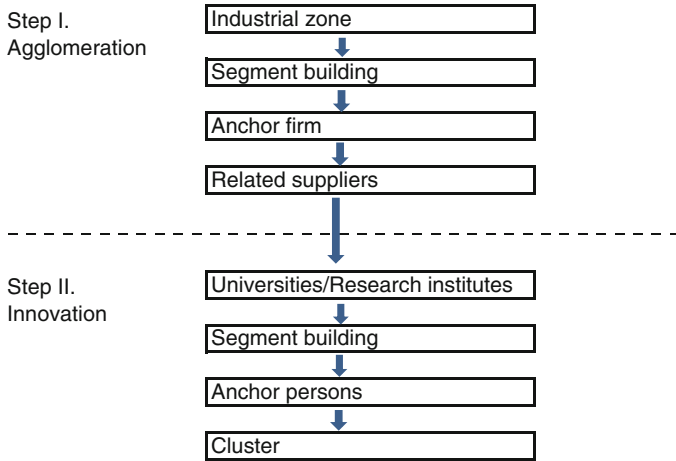 Step I.
Agglomeration
Industrial zone
Segment building
Anchor firm
Related suppliers
Step II.
Innovation
Universities/Research institutes
Segment building
Anchor persons
Cluster